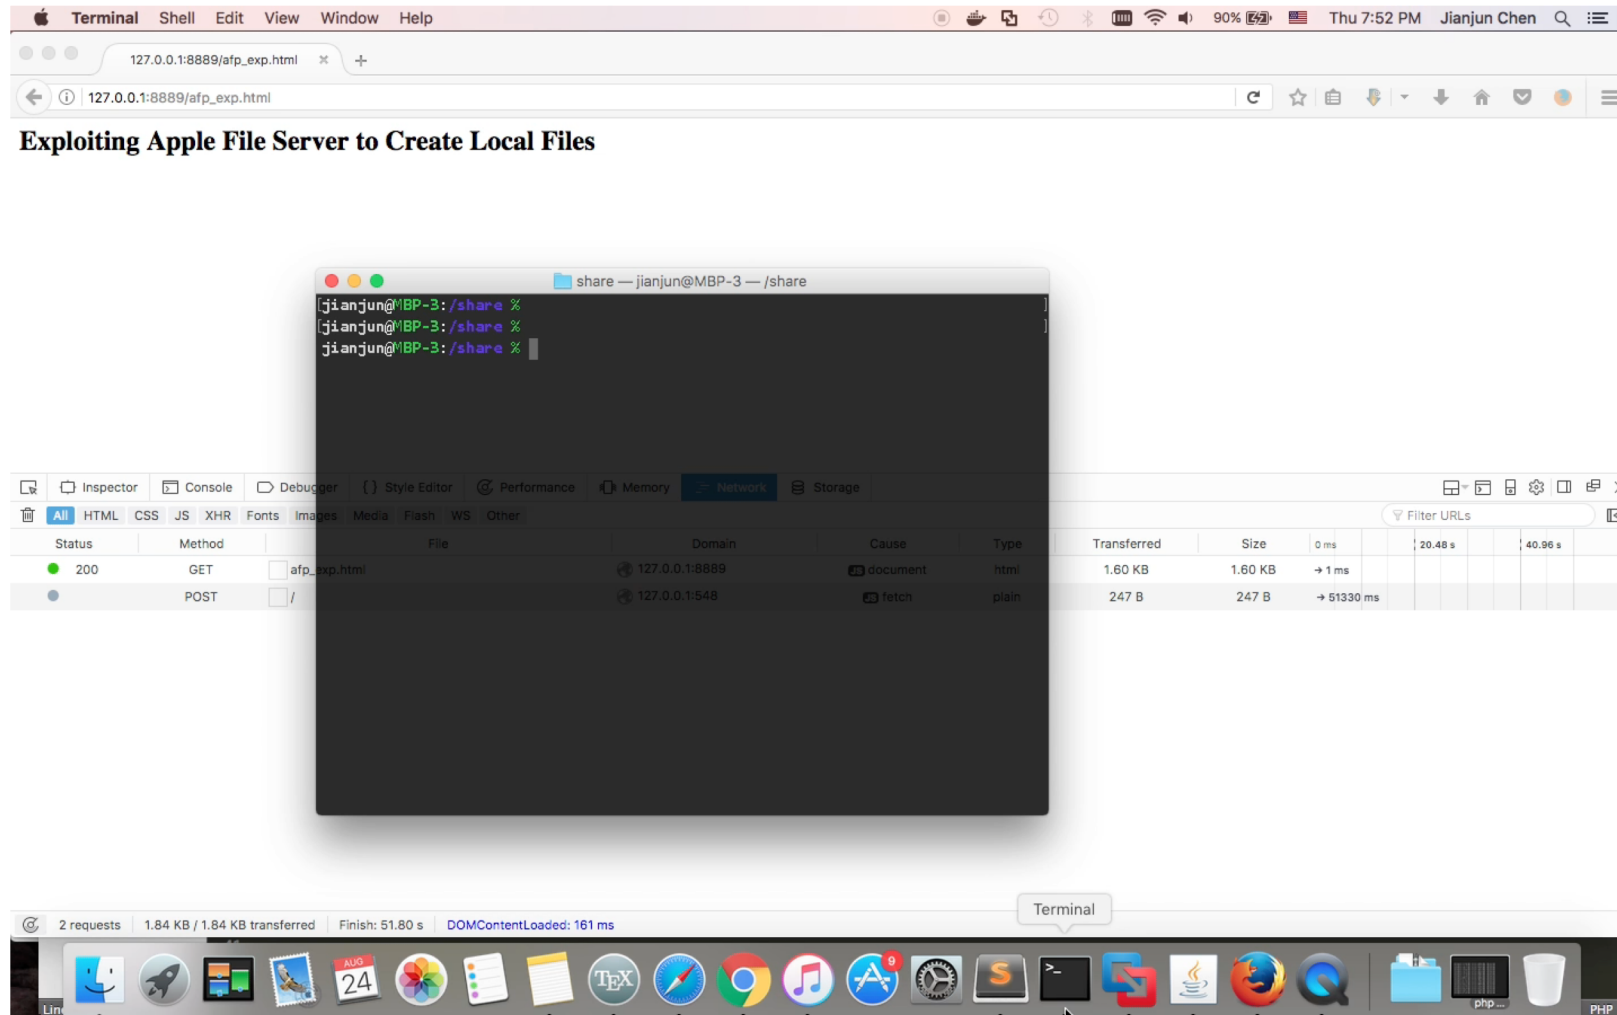 Terminal Shell Edit View Window Help 90% Thu 7:52 PM Jianjun Chen
127.0.0.1:8889/afp_exp.html
127.0.0.1:8889/afp_exp.html
Exploiting Apple File Server to Create Local Files
share — jianjun@MBP-3 — /share
[jianjun@MBP-3:/share % ]
[jianjun@MBP-3:/share % ]
jianjun@MBP-3:/share %
Inspector Console Debugger { } Style Editor Performance Memory Network Storage
All HTML CSS JS XHR Fonts Images Media Flash WS Other Filter URLs
Status Method File Domain Cause Type Transferred Size 0 ms 20.48 s 40.96 s
200 GET afp_exp.html 127.0.0.1:8889 JS document html 1.60 KB 1.60 KB → 1 ms
POST / 127.0.0.1:548 JS fetch plain 247 B 247 B → 51330 ms
Terminal
2 requests 1.84 KB / 1.84 KB transferred Finish: 51.80 s DOMContentLoaded: 161 ms
AUG
24
TEX
9
S
>_
php ...
Lin
PHP